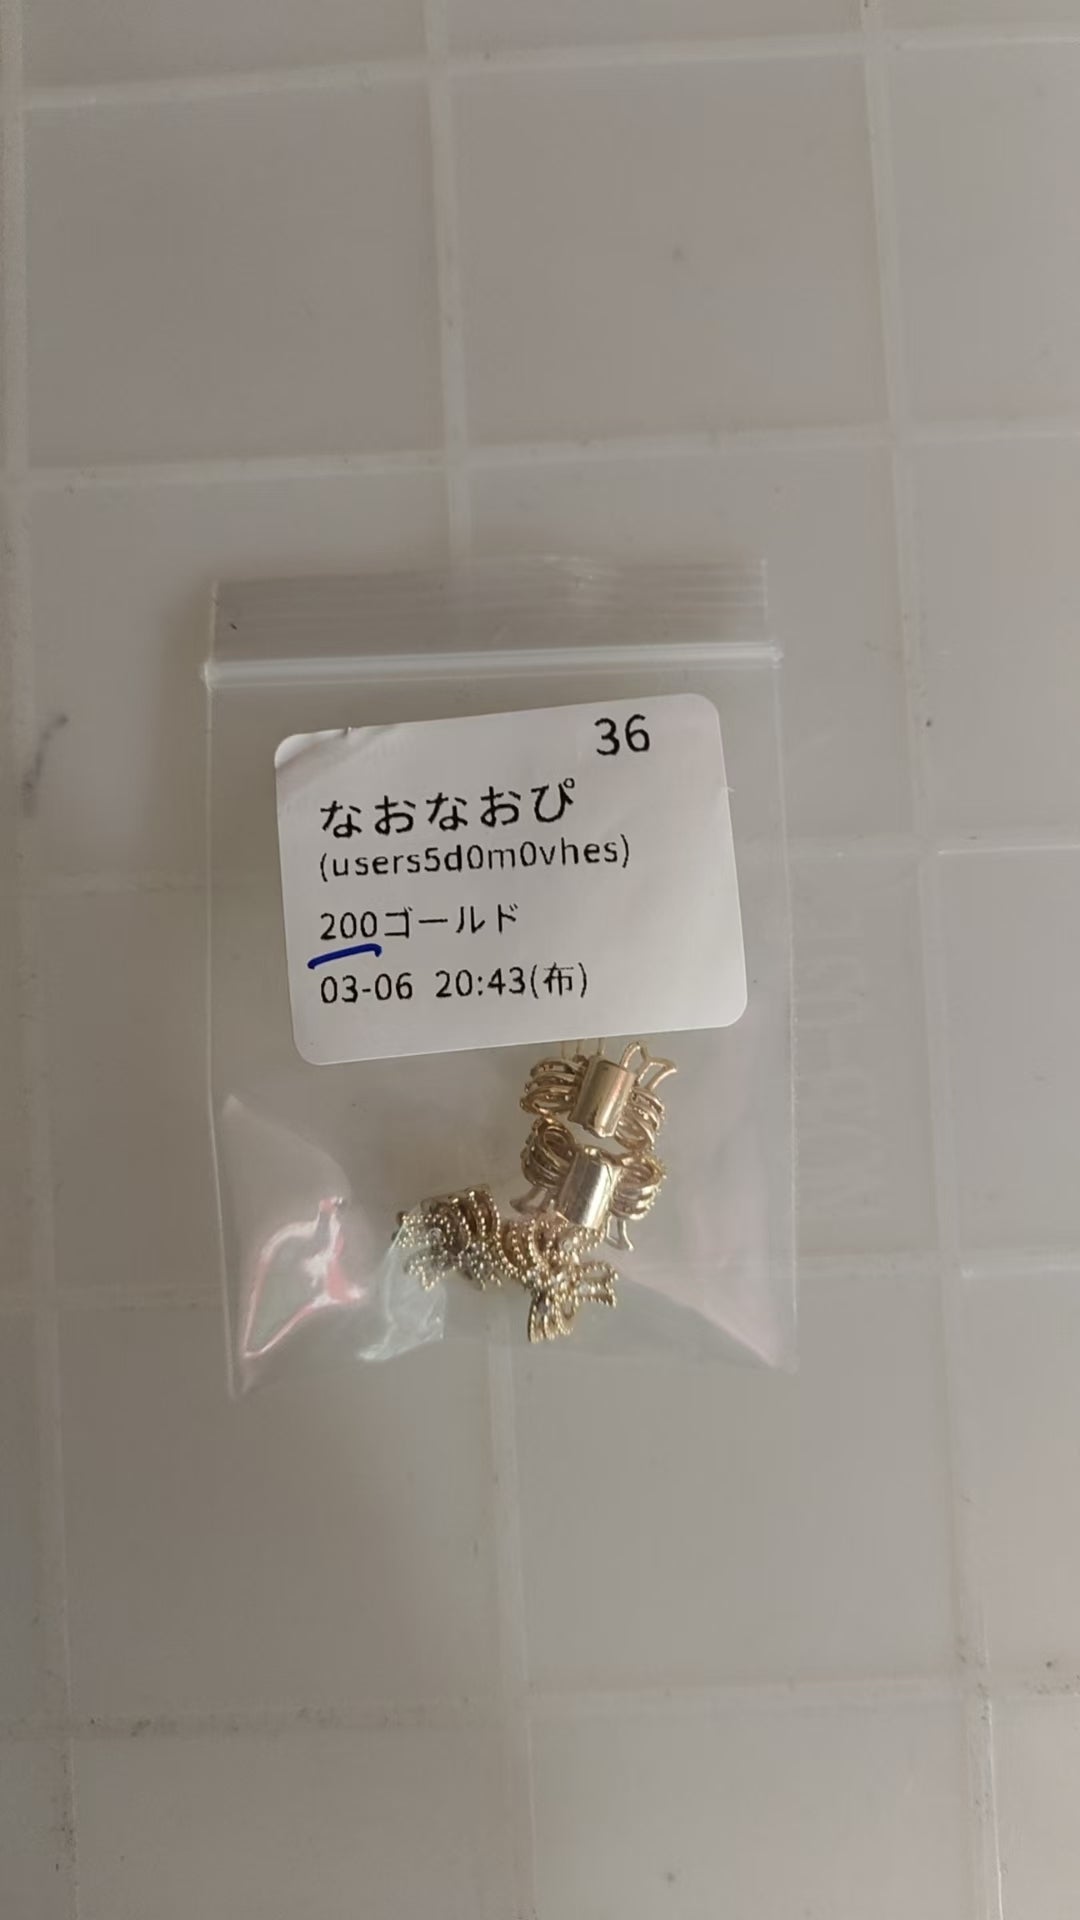 36
なおなおぴ
(users5d0m0vhes)
200ゴールド
03-06 20:43(布)